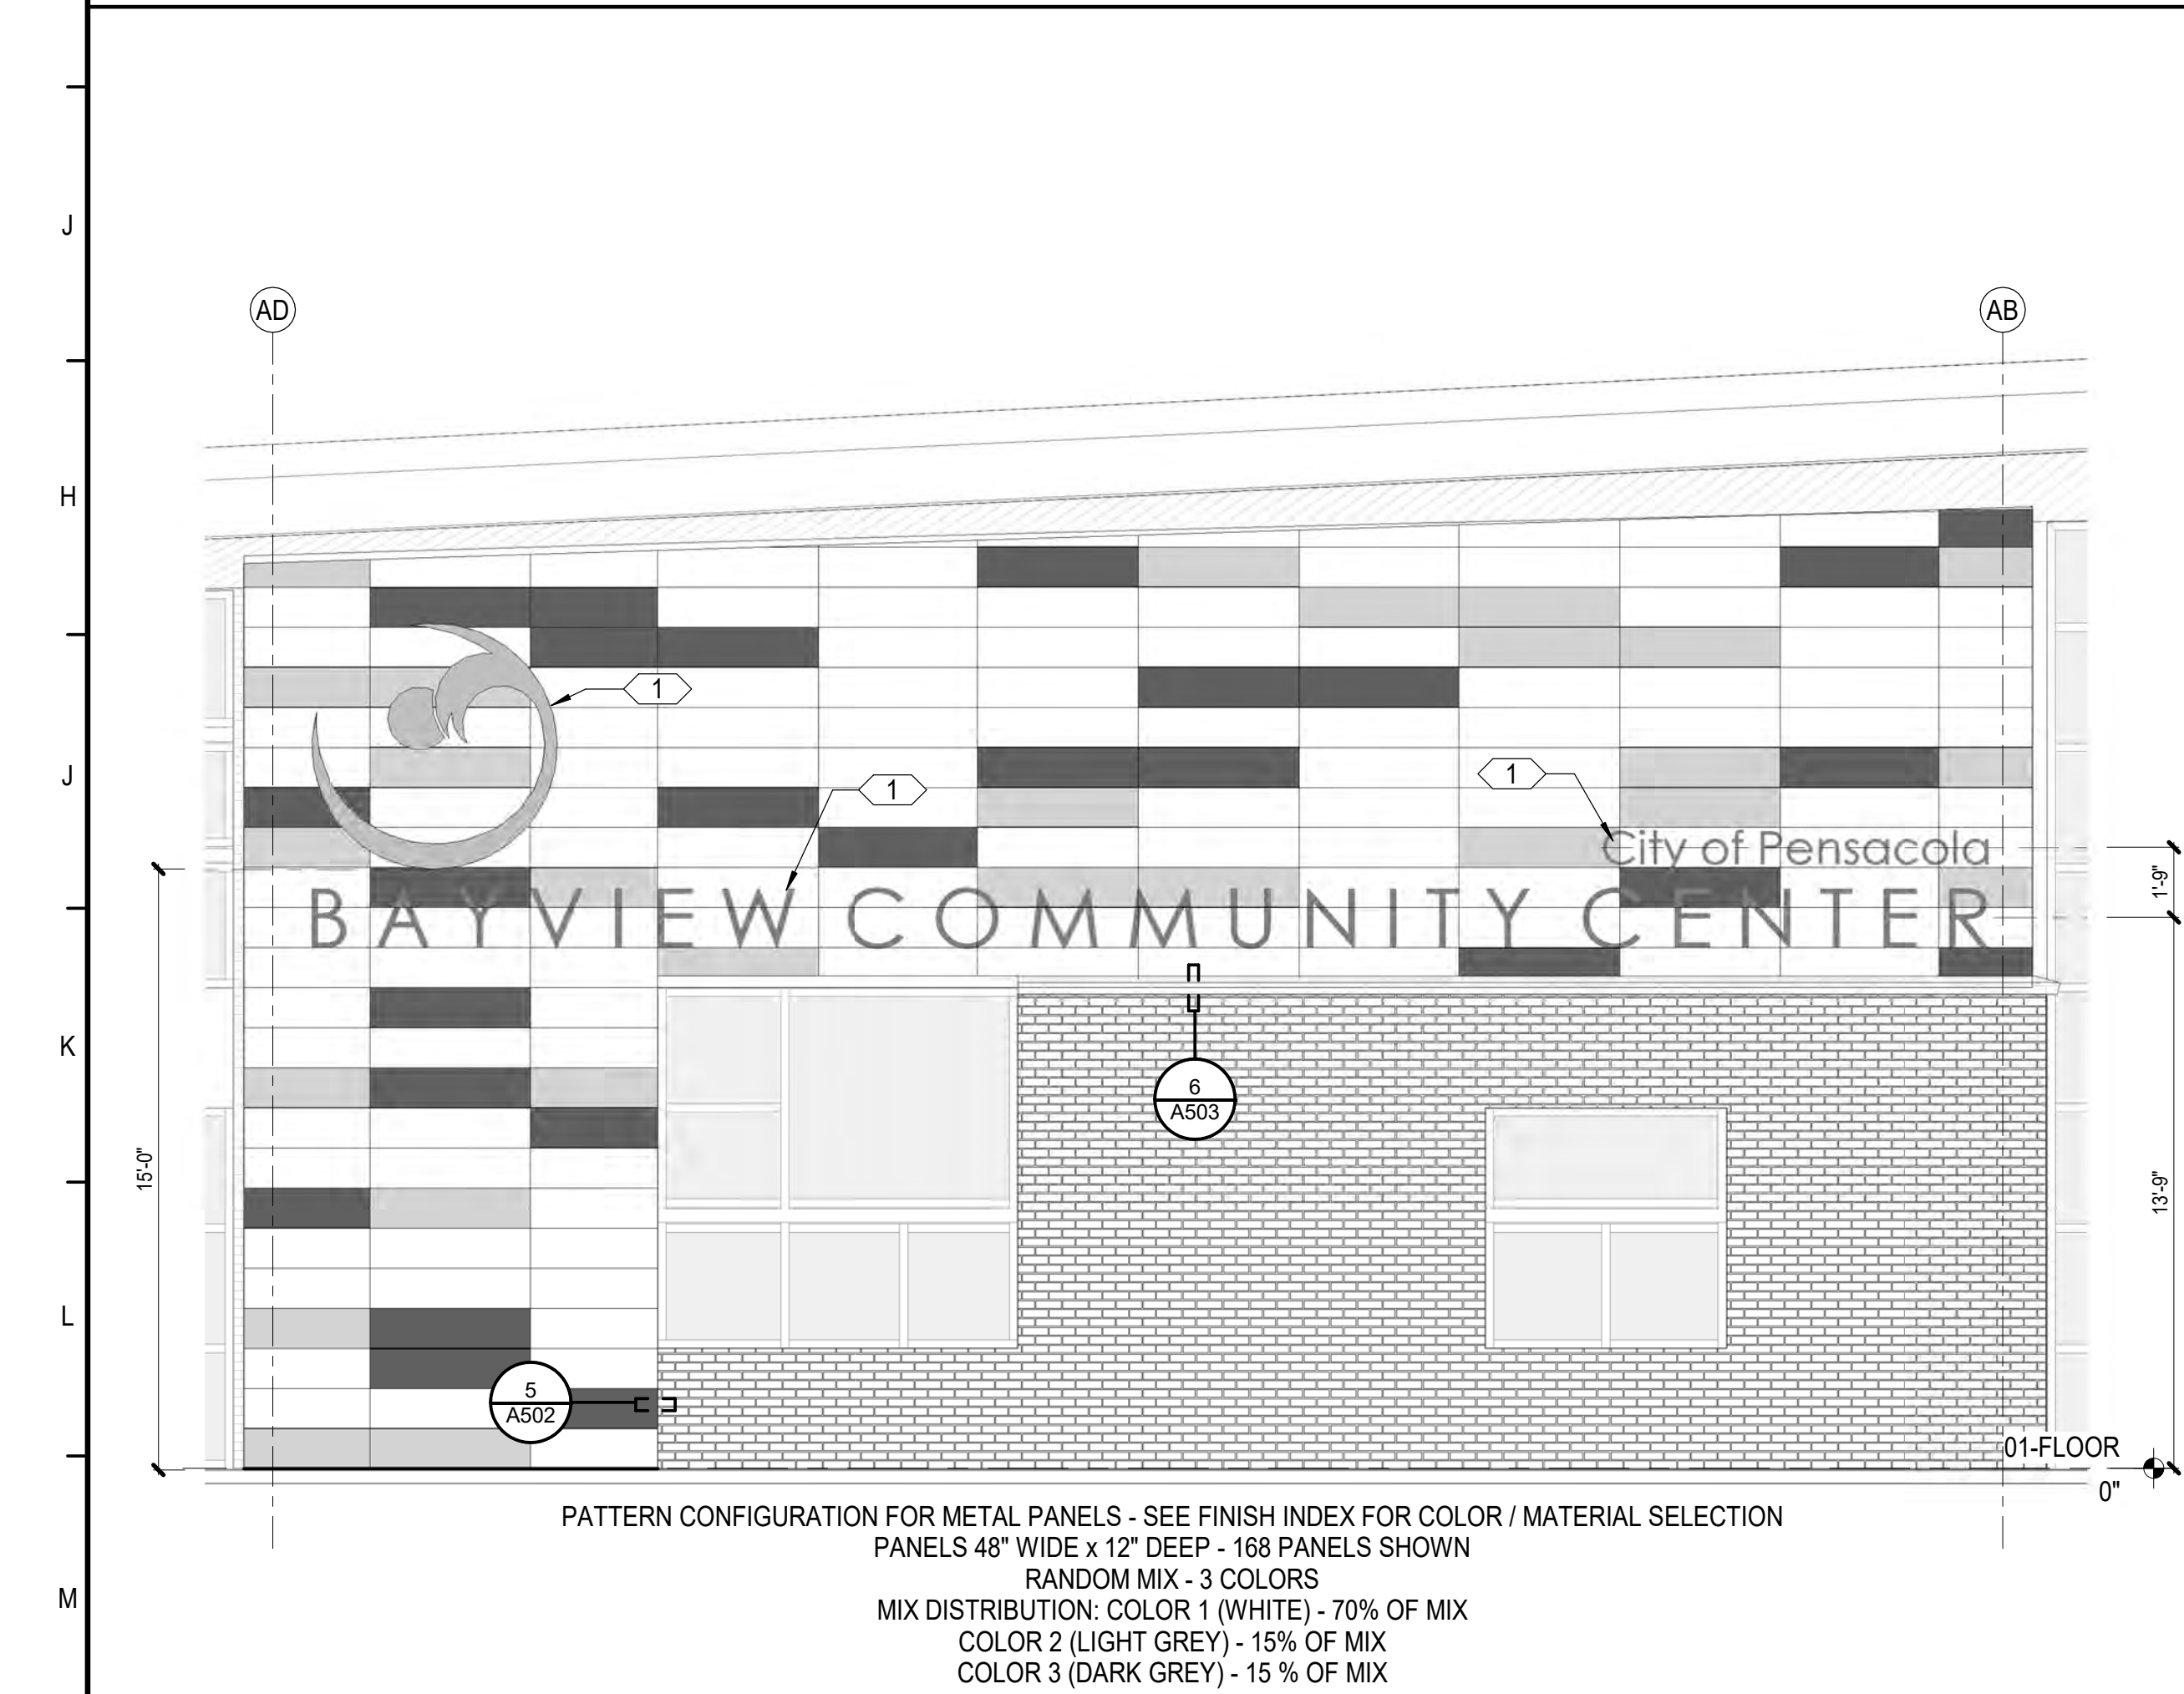 J
AD
AB
H
1
J
1
1
City of Pensacola
1'-9"
BAYVIEW COMMUNITY CENTER
K
6
A503
15'-0"
13'-9"
L
5
A502
01-FLOOR
0"
PATTERN CONFIGURATION FOR METAL PANELS - SEE FINISH INDEX FOR COLOR / MATERIAL SELECTION
PANELS 48" WIDE x 12" DEEP - 168 PANELS SHOWN
RANDOM MIX - 3 COLORS
M
MIX DISTRIBUTION: COLOR 1 (WHITE) - 70% OF MIX
COLOR 2 (LIGHT GREY) - 15% OF MIX
COLOR 3 (DARK GREY) - 15 % OF MIX